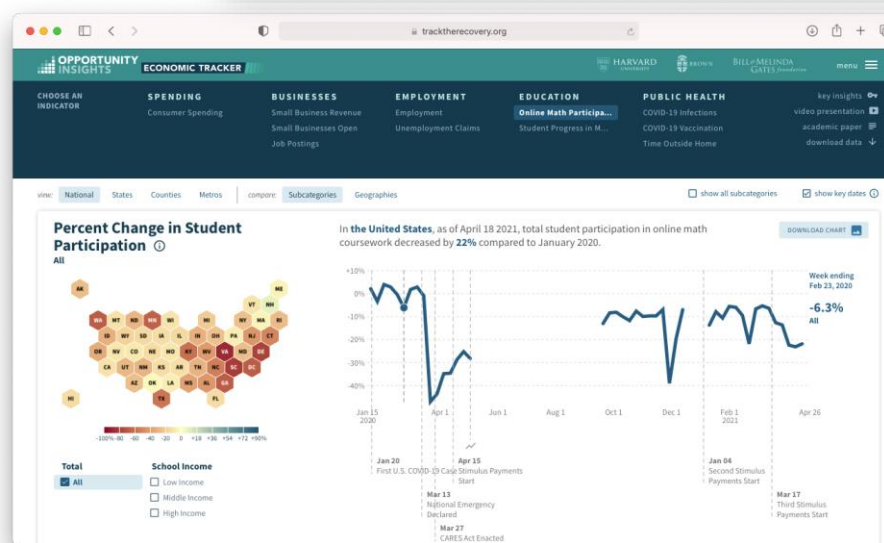 tracktherecovery.org
OPPORTUNITY
INSIGHTS
ECONOMIC TRACKER
HARVARD
UNIVERSITY
BROWN
BILL & MELINDA
GATES foundation
menu
CHOOSE AN
INDICATOR
SPENDING
Consumer Spending
BUSINESSES
Small Business Revenue
Small Businesses Open
Job Postings
EMPLOYMENT
Employment
Unemployment Claims
EDUCATION
Online Math Participa...
Student Progress in M...
PUBLIC HEALTH
COVID-19 Infections
COVID-19 Vaccination
Time Outside Home
key insights
video presentation
academic paper
download data
view: National States Counties Metros compare: Subcategories Geographies
show all subcategories show key dates
Percent Change in Student
Participation
All
In the United States, as of April 18 2021, total student participation in online math
coursework decreased by 22% compared to January 2020.
DOWNLOAD CHART
AK ME
VT NH
WA MT ND MN WI MI NY MA RI
ID WY SD IA IL IN OH PA NJ CT
OR NV CO NE MO KY WV VA MD DE
CA UT NM KS AR TN NC SC DC
AZ OK LA MS AL GA
HI TX FL
-100% -80 -60 -40 -20 0 +18 +36 +54 +72 +90%
Total
All
School Income
Low Income
Middle Income
High Income
+10%
0%
-10%
-20%
-30%
-40%
Week ending
Feb 23, 2020
-6.3%
All
Jan 15
2020
Apr 1
Jun 1
Aug 1
Oct 1
Dec 1
Feb 1
2021
Apr 26
Jan 20
First U.S. COVID-19 Case
Apr 15
Stimulus Payments
Start
Mar 13
National Emergency
Declared
Mar 27
CARES Act Enacted
Jan 04
Second Stimulus
Payments Start
Mar 17
Third Stimulus
Payments Start